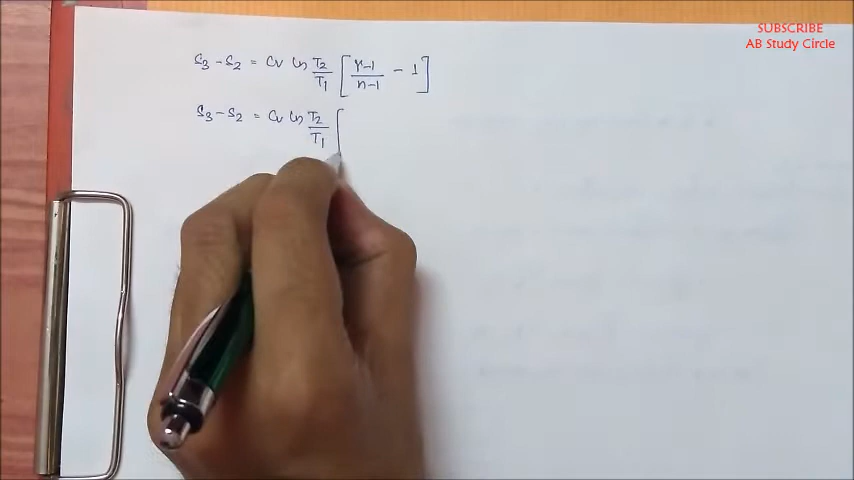 SUBSCRIBE
AB Study Circle
S₃ - S₂ = Cv ln T₂/T₁ [ γ-1/n-1 - 1 ]
S₃ - S₂ = Cv ln T₂/T₁ [